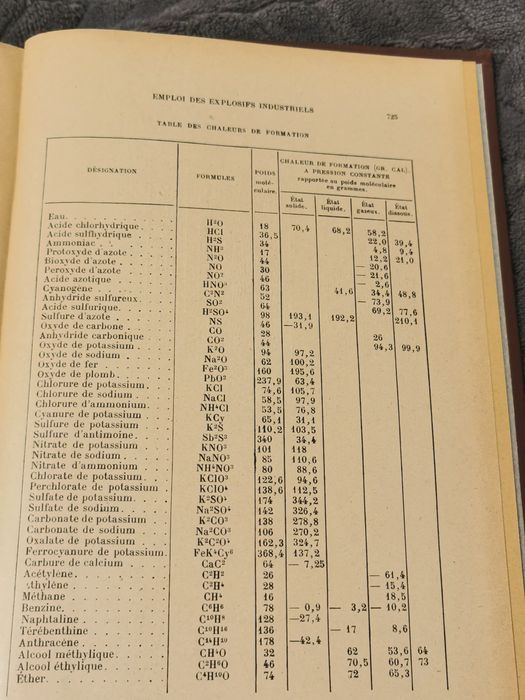 EMPLOI DES EXPLOSIFS INDUSTRIELS 725
TABLE DES CHALEURS DE FORMATION
DÉSIGNATION FORMULES POIDS molé-culaire. CHALEUR DE FORMATION (GR. CAL.)
A PRESSION CONSTANTE
rapportée au poids moléculaire
en grammes.
État solide. État liquide. État gazeux. État dissous.
Eau. H²O 18 70,4 68,2 58,2
Acide chlorhydrique. HCl 36,5 22,0 39,4
Acide sulfhydrique H²S 34 4,8 9,4
Ammoniac NH³ 17 12,2 21,0
Protoxyde d'azote N²O 44 — 20,6
Bioxyde d'azote NO 30 — 21,6
Peroxyde d'azote NO² 46 — 2,6
Acide azotique HNO³ 63 41,6 34,4 48,8
Cyanogène C²N² 52 — 73,9
Anhydride sulfureux. SO² 64 69,2 77,6
Acide sulfurique. H²SO⁴ 98 193,1 192,2 210,1
Sulfure d'azote NS 46 —31,9
Oxyde de carbone CO 28 26
Anhydride carbonique CO² 44 94,3 99,9
Oxyde de potassium K²O 94 97,2
Oxyde de sodium Na²O 62 100,2
Oxyde de fer Fe²O³ 160 195,6
Oxyde de plomb. PbO² 237,9 63,4
Chlorure de potassium. KCl 74,6 105,7
Chlorure de sodium NaCl 58,5 97,9
Chlorure d'ammonium. NH⁴Cl 53,5 76,8
Cyanure de potassium KCy 65,1 31,1
Sulfure de potassium K²S 110,2 103,5
Sulfure d'antimoine. Sb²S³ 340 34,4
Nitrate de potassium KNO³ 101 118
Nitrate de sodium. NaNO³ 85 110,6
Nitrate d'ammonium NH⁴NO³ 80 88,6
Chlorate de potassium. KClO³ 122,6 94,6
Perchlorate de potassium KClO⁴ 138,6 112,5
Sulfate de potassium. K²SO⁴ 174 344,2
Sulfate de sodium. Na²SO⁴ 142 326,4
Carbonate de potassium K²CO³ 138 278,8
Carbonate de sodium Na²CO³ 106 270,2
Oxalate de potassium K²C²O⁴ 162,3 324,7
Ferrocyanure de potassium. FeK⁴Cy⁶ 368,4 137,2
Carbure de calcium CaC² 64 — 7,25
Acétylène. C²H² 26 — 61,4
Éthylène C²H⁴ 28 — 15,4
Méthane CH⁴ 16 18,5
Benzine. C⁶H⁶ 78 — 0,9 — 3,2 — 10,2
Naphtaline C¹⁰H⁸ 128 —27,4
Térébenthine C¹⁰H¹⁶ 136 — 17 8,6
Anthracène C¹⁴H¹⁰ 178 —42,4
Alcool méthylique. CH⁴O 32 62 53,6 64
Alcool éthylique. C²H⁶O 46 70,5 60,7 73
Éther. C⁴H¹⁰O 74 72 65,3